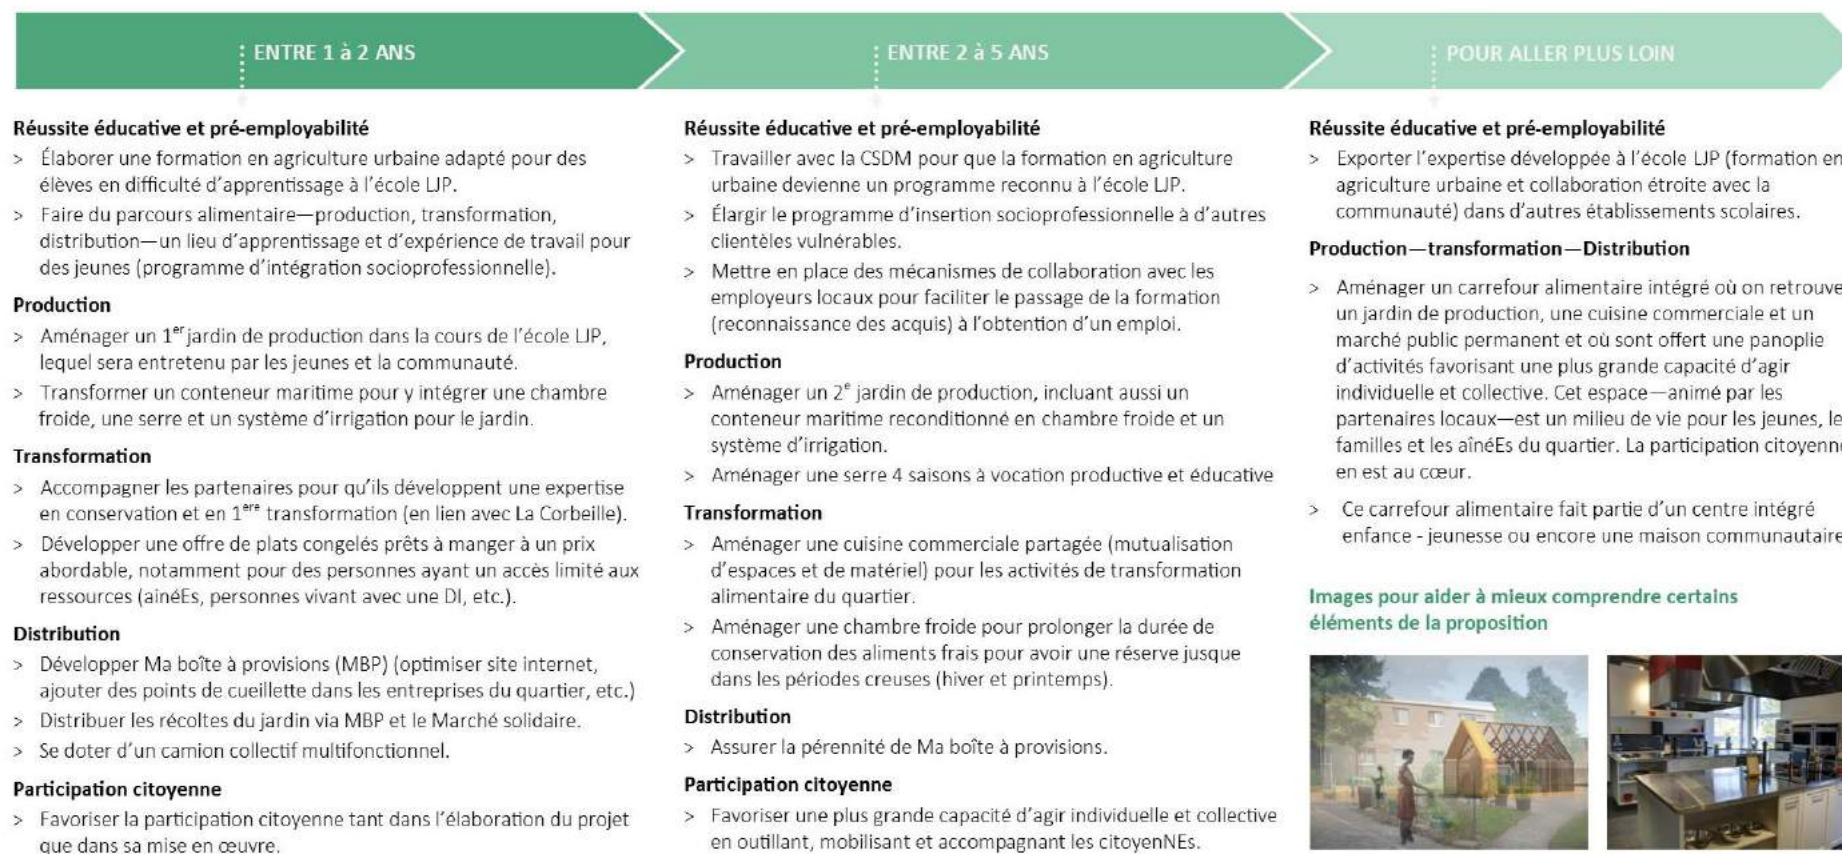 ENTRE 1 à 2 ANS
ENTRE 2 à 5 ANS
POUR ALLER PLUS LOIN
Réussite éducative et pré-employabilité
> Élaborer une formation en agriculture urbaine adapté pour des
élèves en difficulté d'apprentissage à l'école LJP.
> Faire du parcours alimentaire—production, transformation,
distribution—un lieu d'apprentissage et d'expérience de travail pour
des jeunes (programme d'intégration socioprofessionnelle).
Production
> Aménager un 1er jardin de production dans la cours de l'école LJP,
lequel sera entretenu par les jeunes et la communauté.
> Transformer un conteneur maritime pour y intégrer une chambre
froide, une serre et un système d'irrigation pour le jardin.
Transformation
> Accompagner les partenaires pour qu'ils développent une expertise
en conservation et en 1ere transformation (en lien avec La Corbeille).
> Développer une offre de plats congelés prêts à manger à un prix
abordable, notamment pour des personnes ayant un accès limité aux
ressources (ainéEs, personnes vivant avec une DI, etc.).
Distribution
> Développer Ma boîte à provisions (MBP) (optimiser site internet,
ajouter des points de cueillette dans les entreprises du quartier, etc.)
> Distribuer les récoltes du jardin via MBP et le Marché solidaire.
> Se doter d'un camion collectif multifonctionnel.
Participation citoyenne
> Favoriser la participation citoyenne tant dans l'élaboration du projet
que dans sa mise en œuvre.
Réussite éducative et pré-employabilité
> Travailler avec la CSDM pour que la formation en agriculture
urbaine devienne un programme reconnu à l'école LJP.
> Élargir le programme d'insertion socioprofessionnelle à d'autres
clientèles vulnérables.
> Mettre en place des mécanismes de collaboration avec les
employeurs locaux pour faciliter le passage de la formation
(reconnaissance des acquis) à l'obtention d'un emploi.
Production
> Aménager un 2e jardin de production, incluant aussi un
conteneur maritime reconditionné en chambre froide et un
système d'irrigation.
> Aménager une serre 4 saisons à vocation productive et éducative
Transformation
> Aménager une cuisine commerciale partagée (mutualisation
d'espaces et de matériel) pour les activités de transformation
alimentaire du quartier.
> Aménager une chambre froide pour prolonger la durée de
conservation des aliments frais pour avoir une réserve jusque
dans les périodes creuses (hiver et printemps).
Distribution
> Assurer la pérennité de Ma boîte à provisions.
Participation citoyenne
> Favoriser une plus grande capacité d'agir individuelle et collective
en outillant, mobilisant et accompagnant les citoyenNEs.
Réussite éducative et pré-employabilité
> Exporter l'expertise développée à l'école LJP (formation en
agriculture urbaine et collaboration étroite avec la
communauté) dans d'autres établissements scolaires.
Production—transformation—Distribution
> Aménager un carrefour alimentaire intégré où on retrouve
un jardin de production, une cuisine commerciale et un
marché public permanent et où sont offert une panoplie
d'activités favorisant une plus grande capacité d'agir
individuelle et collective. Cet espace—animé par les
partenaires locaux—est un milieu de vie pour les jeunes, le
familles et les aînéEs du quartier. La participation citoyenne
en est au cœur.
> Ce carrefour alimentaire fait partie d'un centre intégré
enfance - jeunesse ou encore une maison communautaire
Images pour aider à mieux comprendre certains
éléments de la proposition